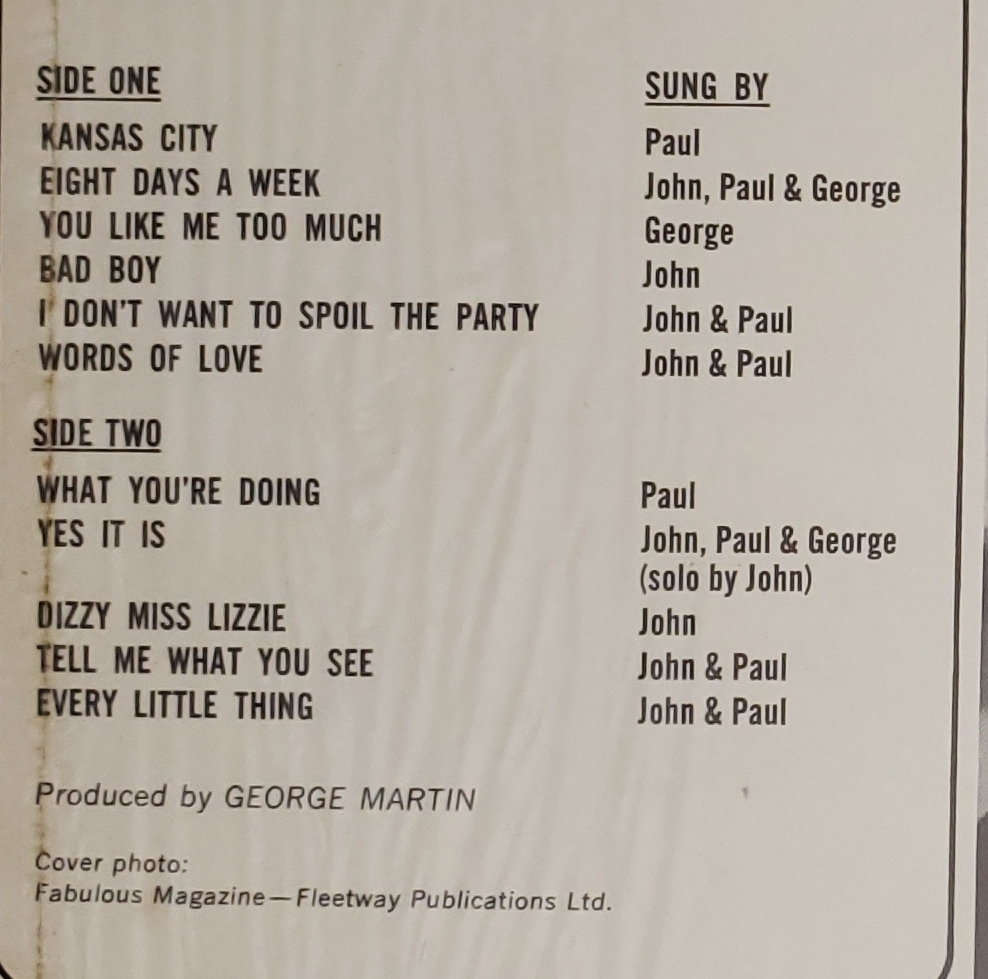 SIDE ONE SUNG BY
KANSAS CITY Paul
EIGHT DAYS A WEEK John, Paul & George
YOU LIKE ME TOO MUCH George
BAD BOY John
I DON'T WANT TO SPOIL THE PARTY John & Paul
WORDS OF LOVE John & Paul
SIDE TWO
WHAT YOU'RE DOING Paul
YES IT IS John, Paul & George
(solo by John)
DIZZY MISS LIZZIE John
TELL ME WHAT YOU SEE John & Paul
EVERY LITTLE THING John & Paul
Produced by GEORGE MARTIN
Cover photo:
Fabulous Magazine—Fleetway Publications Ltd.